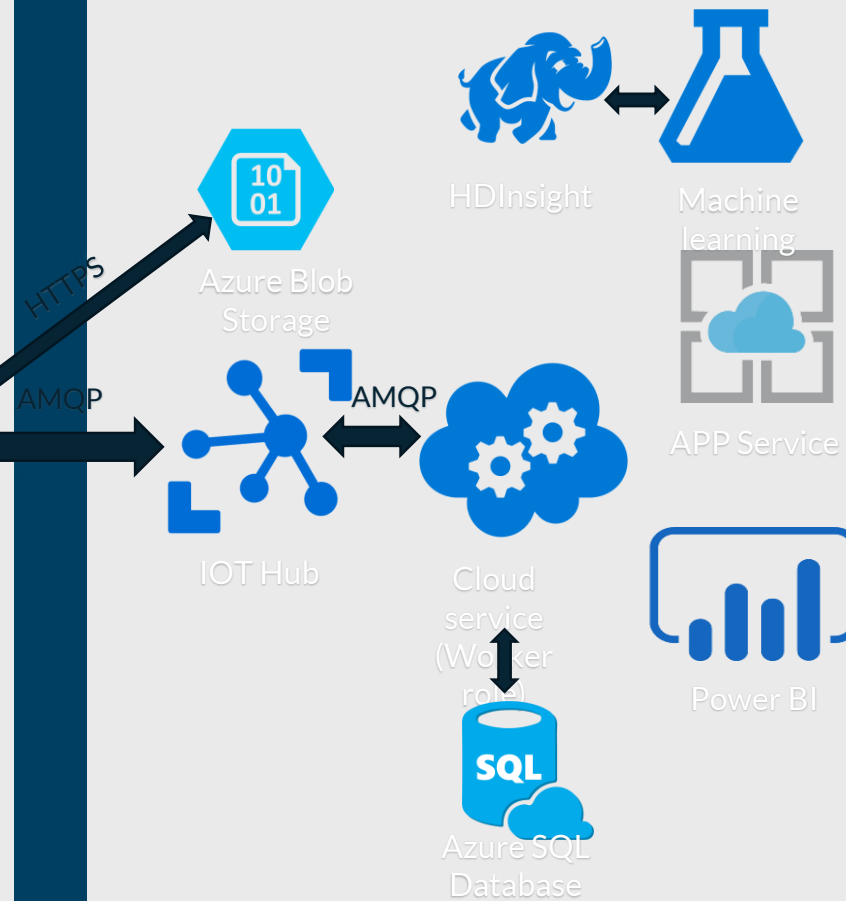 HDInsight
Machine
learning
10
01
Azure Blob
Storage
HTTPS
AMQP
AMQP
APP Service
IOT Hub
Cloud
service
(Worker
role)
Power BI
SQL
Azure SQL
Database